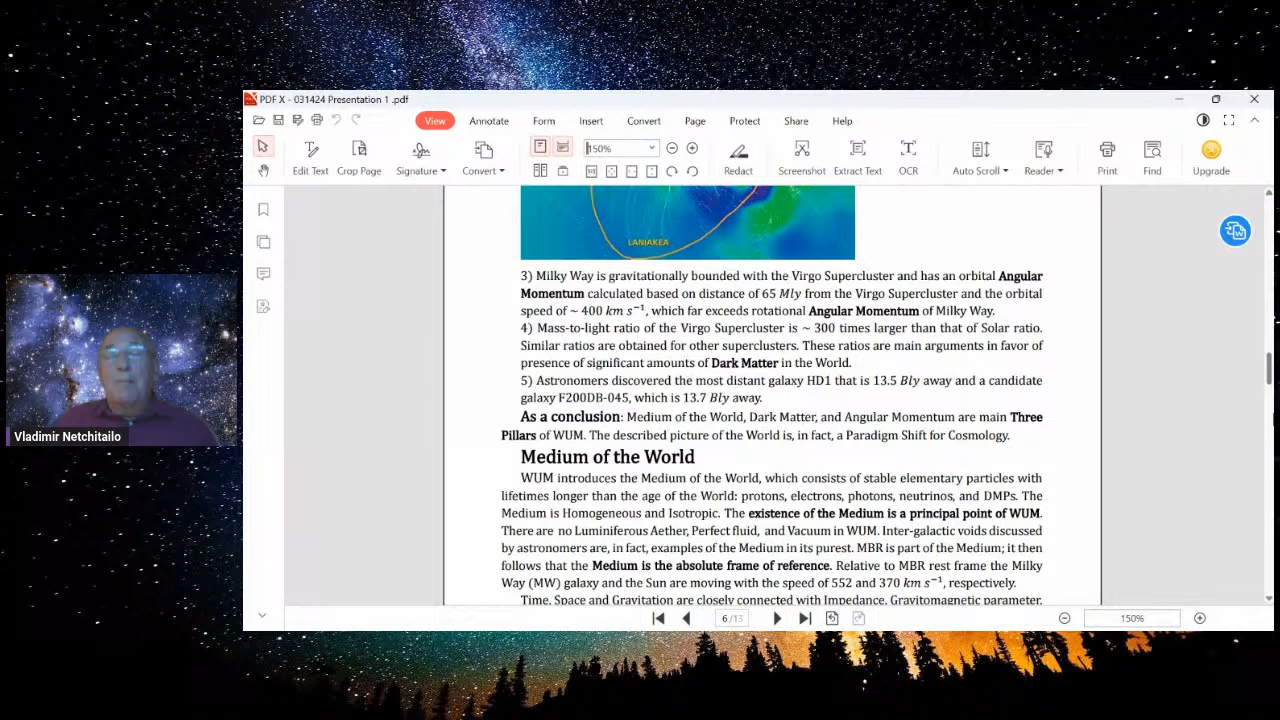 PDF X - 031424 Presentation 1 .pdf
View Annotate Form Insert Convert Page Protect Share Help
150%
Edit Text Crop Page Signature Convert Redact Screenshot Extract Text OCR Auto Scroll Reader Print Find Upgrade
LANIAKEA
3) Milky Way is gravitationally bounded with the Virgo Supercluster and has an orbital Angular
Momentum calculated based on distance of 65 Mly from the Virgo Supercluster and the orbital
speed of ~ 400 km s⁻¹, which far exceeds rotational Angular Momentum of Milky Way.
4) Mass-to-light ratio of the Virgo Supercluster is ~ 300 times larger than that of Solar ratio.
Similar ratios are obtained for other superclusters. These ratios are main arguments in favor of
presence of significant amounts of Dark Matter in the World.
5) Astronomers discovered the most distant galaxy HD1 that is 13.5 Bly away and a candidate
galaxy F200DB-045, which is 13.7 Bly away.
As a conclusion: Medium of the World, Dark Matter, and Angular Momentum are main Three
Pillars of WUM. The described picture of the World is, in fact, a Paradigm Shift for Cosmology.
Medium of the World
WUM introduces the Medium of the World, which consists of stable elementary particles with
lifetimes longer than the age of the World: protons, electrons, photons, neutrinos, and DMPs. The
Medium is Homogeneous and Isotropic. The existence of the Medium is a principal point of WUM.
There are no Luminiferous Aether, Perfect fluid, and Vacuum in WUM. Inter-galactic voids discussed
by astronomers are, in fact, examples of the Medium in its purest. MBR is part of the Medium; it then
follows that the Medium is the absolute frame of reference. Relative to MBR rest frame the Milky
Way (MW) galaxy and the Sun are moving with the speed of 552 and 370 km s⁻¹, respectively.
Time, Space and Gravitation are closely connected with Impedance, Gravitomagnetic parameter,
Vladimir Netchitailo
6 /13
150%